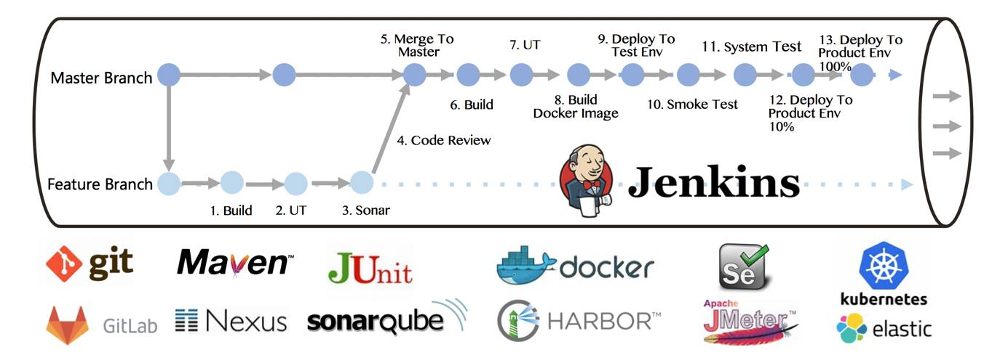 5. Merge To
Master
7. UT
9. Deploy To
Test Env
11. System Test
13. Deploy To
Product Env
100%
Master Branch
6. Build
8. Build
Docker Image
10. Smoke Test
12. Deploy To
Product Env
10%
4. Code Review
Feature Branch
Jenkins
1. Build
2. UT
3. Sonar
git
Maven™
JUnit
docker
Se
kubernetes
GitLab
Nexus
sonarqube
HARBOR™
Apache
JMeter™
elastic